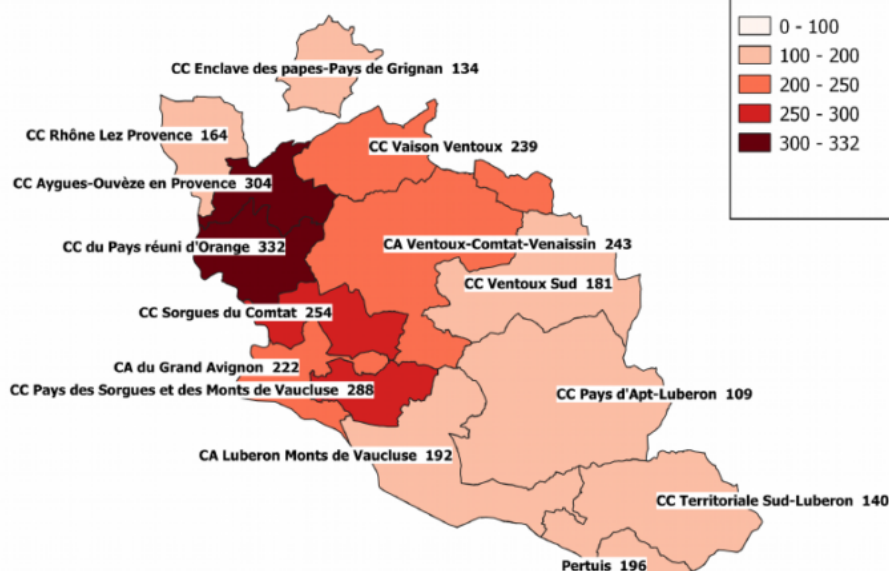 0 - 100
100 - 200
200 - 250
250 - 300
300 - 332
CC Enclave des papes-Pays de Grignan 134
CC Rhône Lez Provence 164
CC Vaison Ventoux 239
CC Aygues-Ouvèze en Provence 304
CC du Pays réuni d'Orange 332
CA Ventoux-Comtat-Venaissin 243
CC Ventoux Sud 181
CC Sorgues du Comtat 254
CA du Grand Avignon 222
CC Pays des Sorgues et des Monts de Vaucluse 288
CC Pays d'Apt-Luberon 109
CA Luberon Monts de Vaucluse 192
CC Territoriale Sud-Luberon 140
Pertuis 196